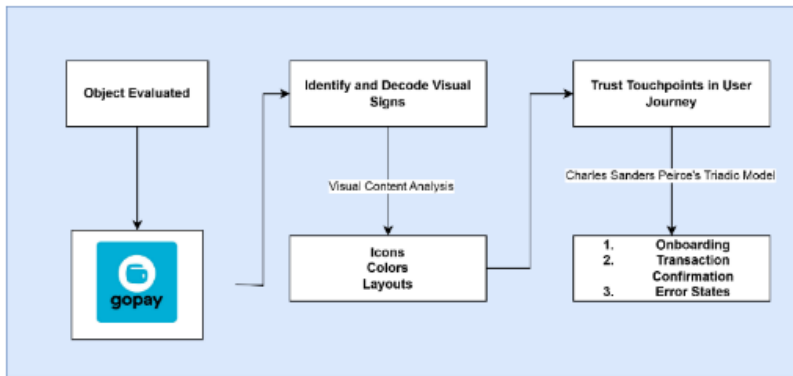 Object Evaluated
gopay
Identify and Decode Visual
Signs
Visual Content Analysis
Icons
Colors
Layouts
Trust Touchpoints in User
Journey
Charles Sanders Peirce's Triadic Model
1. Onboarding
2. Transaction
Confirmation
3. Error States